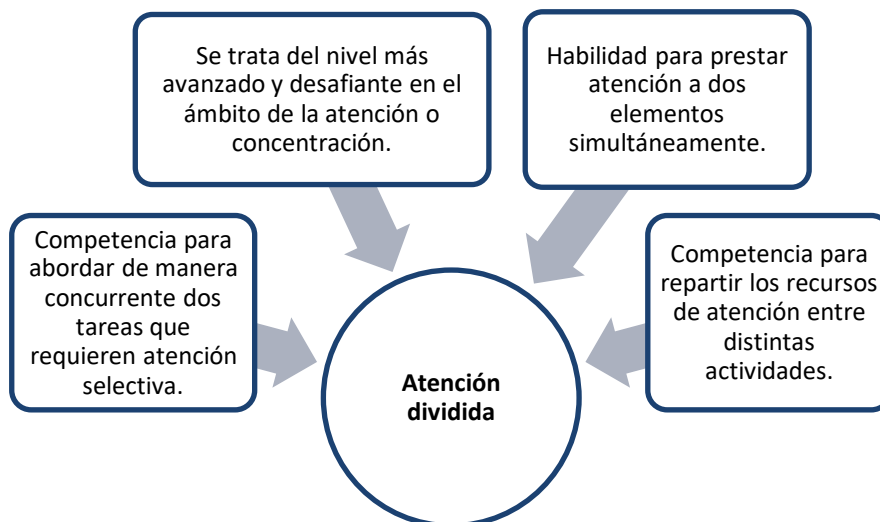 Se trata del nivel más
avanzado y desafiante en el
ámbito de la atención o
concentración.
Habilidad para prestar
atención a dos
elementos
simultáneamente.
Competencia para
abordar de manera
concurrente dos
tareas que
requieren atención
selectiva.
Competencia para
repartir los recursos
de atención entre
distintas
actividades.
Atención
dividida